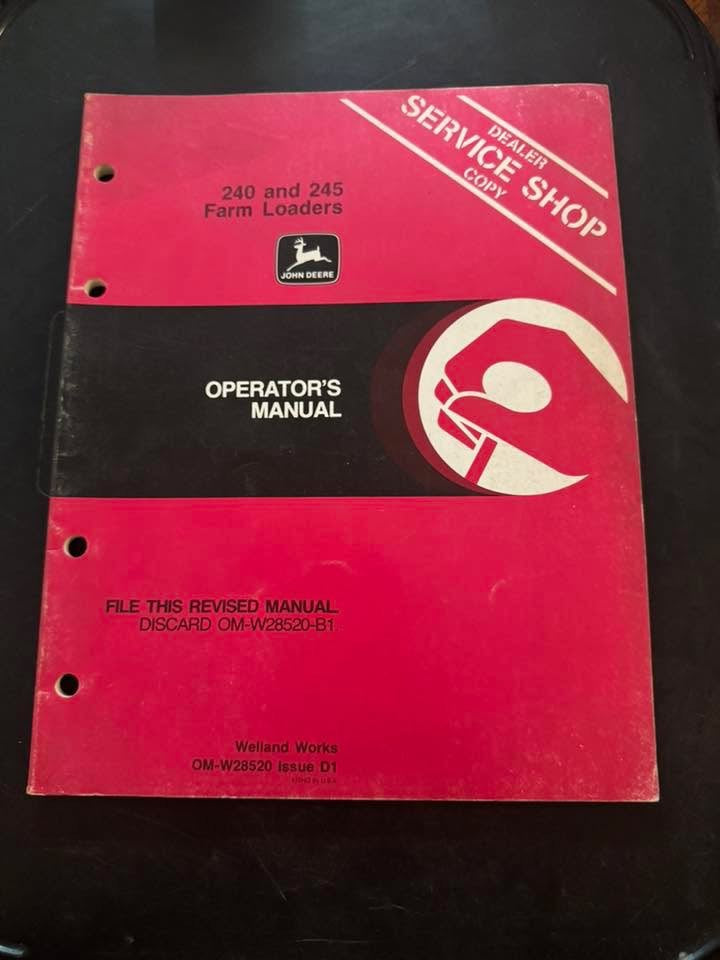 DEALER
SERVICE SHOP
COPY
240 and 245
Farm Loaders
JOHN DEERE
OPERATOR'S
MANUAL
FILE THIS REVISED MANUAL.
DISCARD OM-W28520-B1.
Welland Works
OM-W28520 Issue D1